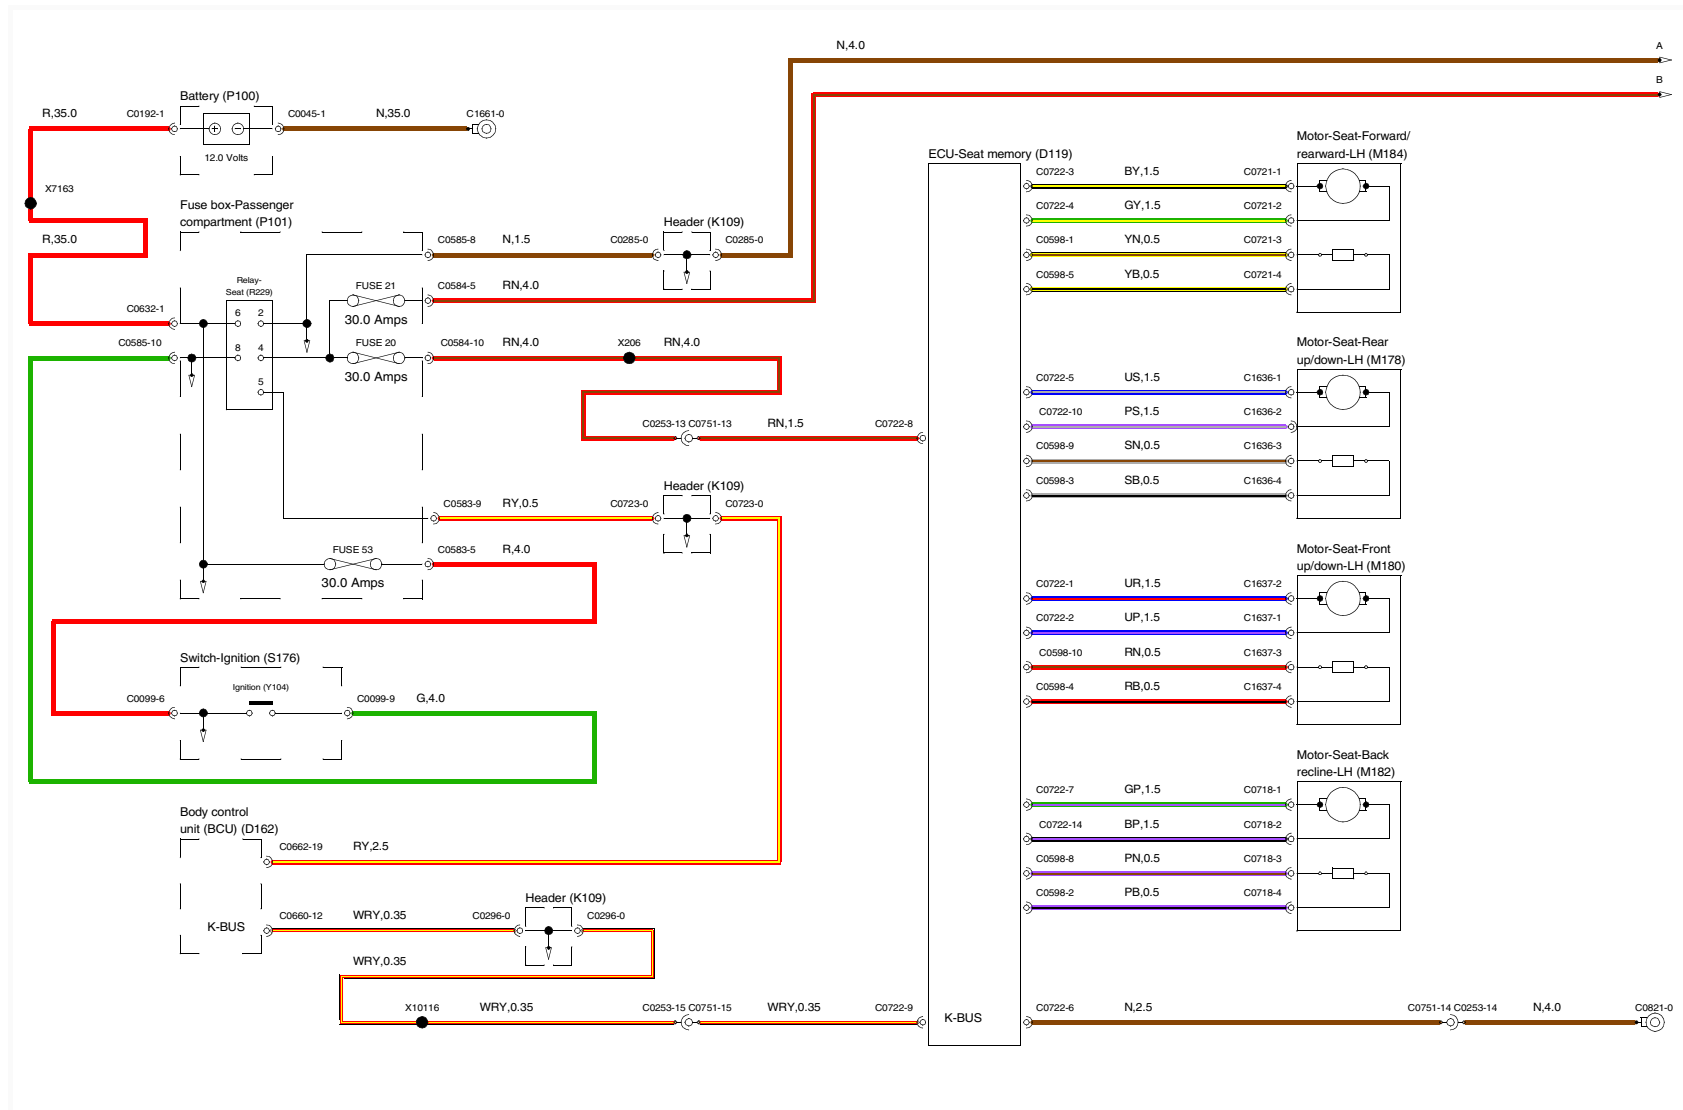 N,4.0
A
B
Battery (P100)
R,35.0
C0192-1
C0045-1
N,35.0
C1661-0
12.0 Volts
X7163
R,35.0
Fuse box-Passenger
compartment (P101)
C0585-8
N,1.5
C0285-0
Header (K109)
C0285-0
Relay-
Seat (R229)
FUSE 21
C0584-5
RN,4.0
30.0 Amps
C0632-1
6
2
C0585-10
8
4
FUSE 20
C0584-10
RN,4.0
X206
RN,4.0
30.0 Amps
5
C0253-13
C0751-13
RN,1.5
C0722-8
Header (K109)
C0583-9
RY,0.5
C0723-0
C0723-0
FUSE 53
C0583-5
R,4.0
30.0 Amps
Switch-Ignition (S176)
Ignition (Y104)
C0099-6
C0099-9
G,4.0
Body control
unit (BCU) (D162)
C0662-19
RY,2.5
K-BUS
C0660-12
WRY,0.35
C0296-0
Header (K109)
C0296-0
WRY,0.35
X10116
WRY,0.35
C0253-15
C0751-15
WRY,0.35
C0722-9
ECU-Seat memory (D119)
K-BUS
Motor-Seat-Forward/
rearward-LH (M184)
C0722-3
BY,1.5
C0721-1
C0722-4
GY,1.5
C0721-2
C0598-1
YN,0.5
C0721-3
C0598-5
YB,0.5
C0721-4
Motor-Seat-Rear
up/down-LH (M178)
C0722-5
US,1.5
C1636-1
C0722-10
PS,1.5
C1636-2
C0598-9
SN,0.5
C1636-3
C0598-3
SB,0.5
C1636-4
Motor-Seat-Front
up/down-LH (M180)
C0722-1
UR,1.5
C1637-2
C0722-2
UP,1.5
C1637-1
C0598-10
RN,0.5
C1637-3
C0598-4
RB,0.5
C1637-4
Motor-Seat-Back
recline-LH (M182)
C0722-7
GP,1.5
C0718-1
C0722-14
BP,1.5
C0718-2
C0598-8
PN,0.5
C0718-3
C0598-2
PB,0.5
C0718-4
C0722-6
N,2.5
C0751-14
C0253-14
N,4.0
C0821-0